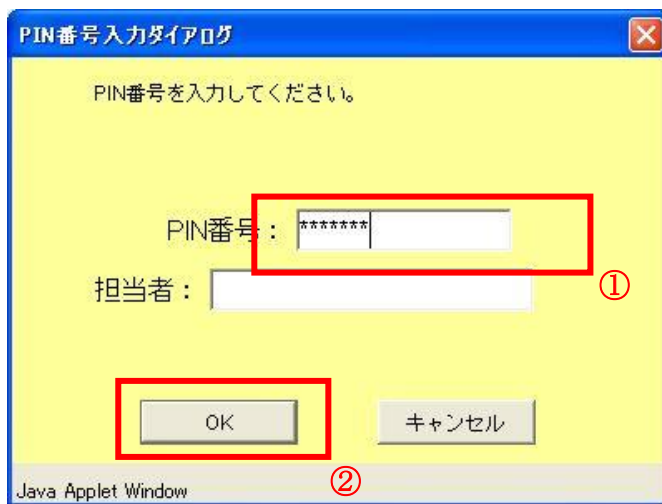 PIN番号入力ダイアログ
PIN番号を入力してください。
PIN番号： *******
①
担当者：
OK キャンセル
②
Java Applet Window